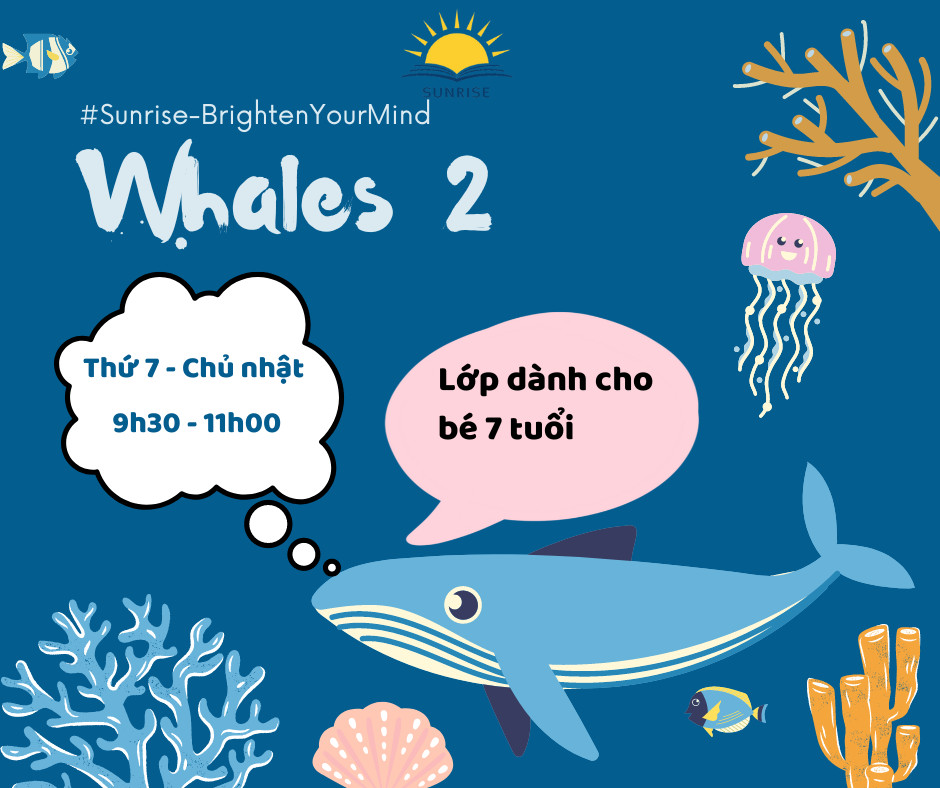 SUNRISE
#Sunrise-BrightenYourMind
Whales 2
Thứ 7 - Chủ nhật
9h30 - 11h00
Lớp dành cho
bé 7 tuổi